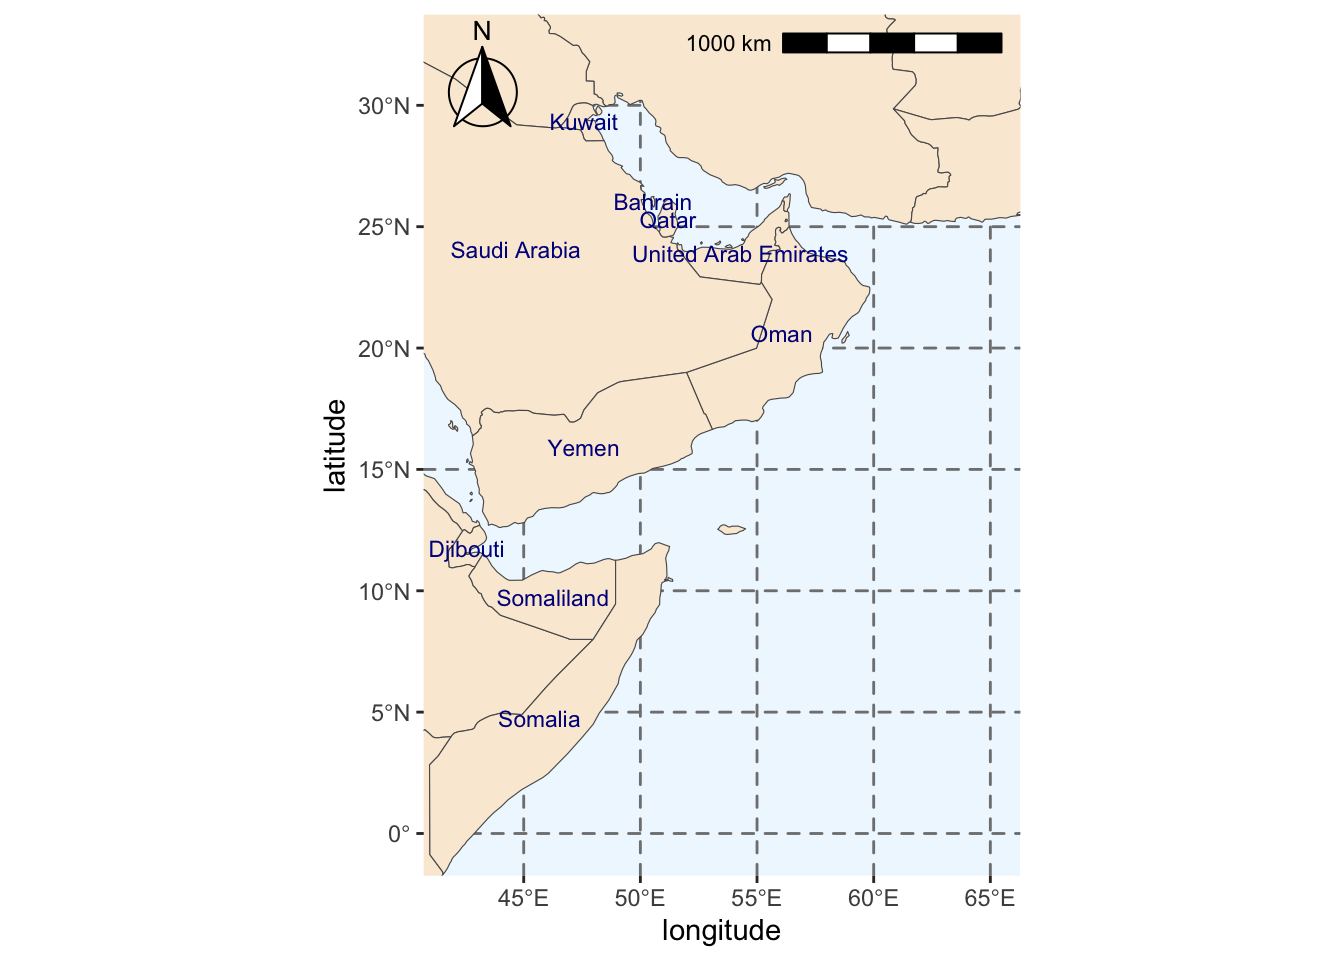 N
1000 km
30°N
Kuwait
Bahrain
Qatar
25°N
Saudi Arabia
United Arab Emirates
Oman
20°N
latitude
Yemen
15°N
Djibouti
10°N
Somaliland
5°N
Somalia
0°
45°E 50°E 55°E 60°E 65°E
longitude